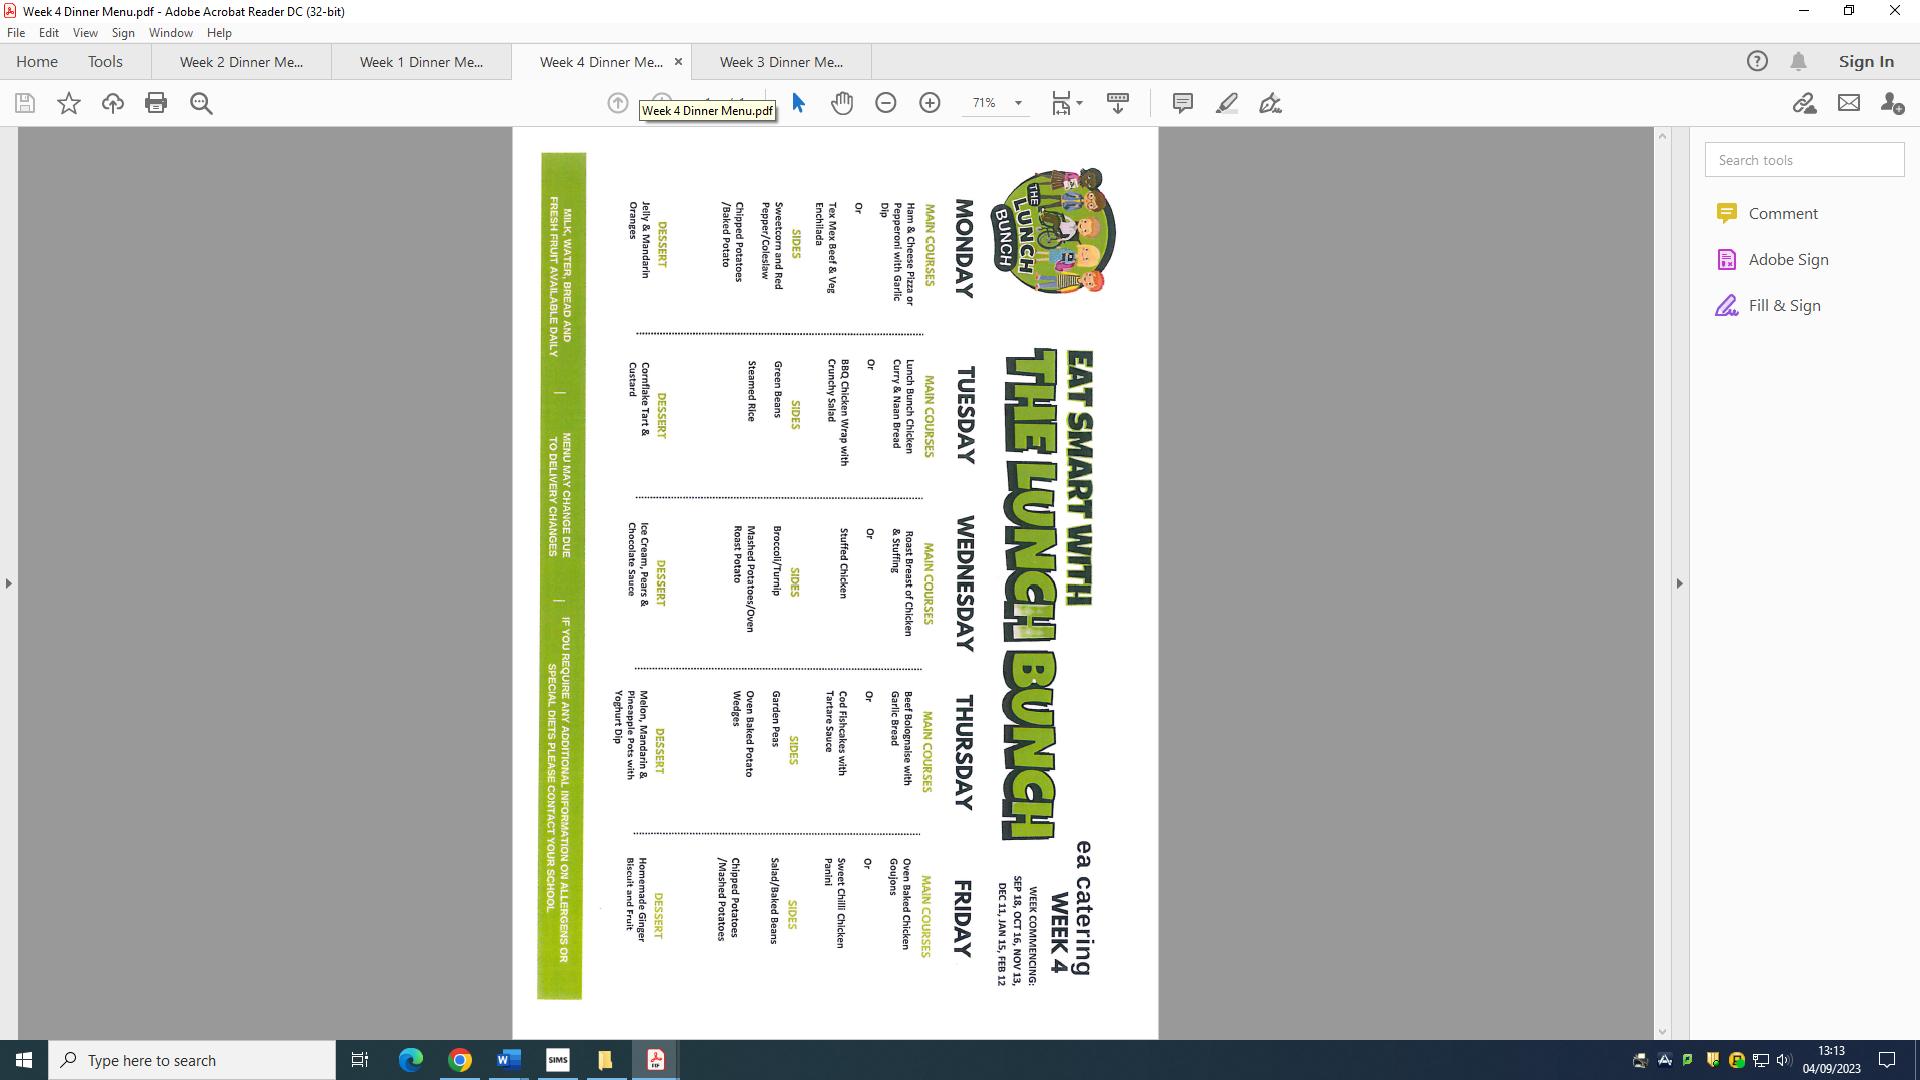 Week 4 Dinner Menu.pdf - Adobe Acrobat Reader DC (32-bit)
File Edit View Sign Window Help
Home Tools Week 2 Dinner Me... Week 1 Dinner Me... Week 4 Dinner Me... Week 3 Dinner Me... Sign In
71%
Week 4 Dinner Menu.pdf
Search tools
Comment
Adobe Sign
Fill & Sign
THE
LUNCH
BUNCH
EAT SMART WITH
THE LUNCH BUNCH
ea catering
WEEK 4
WEEK COMMENCING:
SEP 18, OCT 16, NOV 13,
DEC 11, JAN 15, FEB 12
MONDAY
MAIN COURSES
Ham & Cheese Pizza or
Pepperoni with Garlic
Dip
Or
Tex Mex Beef & Veg
Enchilada
SIDES
Sweetcorn and Red
Pepper/Coleslaw
Chipped Potatoes
/Baked Potato
DESSERT
Jelly & Mandarin
Oranges
TUESDAY
MAIN COURSES
Lunch Bunch Chicken
Curry & Naan Bread
Or
BBQ Chicken Wrap with
Crunchy Salad
SIDES
Green Beans
Steamed Rice
DESSERT
Cornflake Tart &
Custard
WEDNESDAY
MAIN COURSES
Roast Breast of Chicken
& Stuffing
Or
Stuffed Chicken
SIDES
Broccoli/Turnip
Mashed Potatoes/Oven
Roast Potato
DESSERT
Ice Cream, Pears &
Chocolate Sauce
THURSDAY
MAIN COURSES
Beef Bolognaise with
Garlic Bread
Or
Cod Fishcakes with
Tartare Sauce
SIDES
Garden Peas
Oven Baked Potato
Wedges
DESSERT
Melon, Mandarin &
Pineapple Pots with
Yoghurt Dip
FRIDAY
MAIN COURSES
Oven Baked Chicken
Goujons
Or
Sweet Chilli Chicken
Panini
SIDES
Salad/Baked Beans
Chipped Potatoes
/Mashed Potatoes
DESSERT
Homemade Ginger
Biscuit and Fruit
MILK, WATER, BREAD AND
FRESH FRUIT AVAILABLE DAILY
MENU MAY CHANGE DUE
TO DELIVERY CHANGES
IF YOU REQUIRE ANY ADDITIONAL INFORMATION ON ALLERGENS OR
SPECIAL DIETS PLEASE CONTACT YOUR SCHOOL
Type here to search
SIMS
13:13
04/09/2023